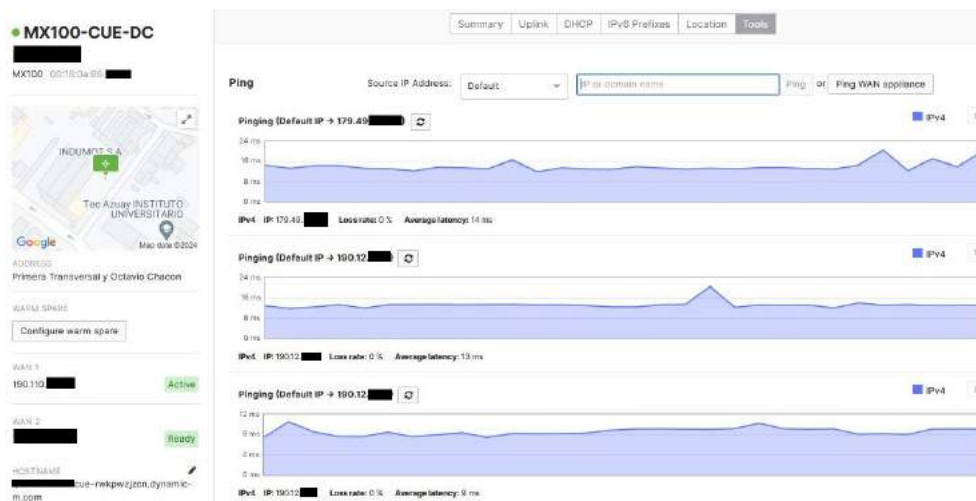 MX100-CUE-DC
MX100
Summary Uplink DHCP IPv6 Prefixes Location Tools
Ping Source IP Address: Default IP or domain name Ping or Ping WAN appliance
Pinging (Default IP → 179.49
IPv4
24 ms
16 ms
8 ms
0 ms
IPv4 IP: 179.49. Loss rate: 0 % Average latency: 14 ms
Pinging (Default IP → 190.12.
IPv4
24 ms
16 ms
8 ms
0 ms
IPv4 IP: 190.12. Loss rate: 0 % Average latency: 13 ms
Pinging (Default IP → 190.12.
IPv4
12 ms
8 ms
4 ms
0 ms
IPv4 IP: 190.12 Loss rate: 0 % Average latency: 9 ms
INDUMOT S.A
Tec Azuay INSTITUTO
UNIVERSITARIO
Google
Map data ©2024
ADDRESS
Primera Transversal y Octavio Chacon
WARM SPARE
Configure warm spare
WAN 1
190.110. Active
WAN 2
Ready
HOSTNAME
cue-rwkpwzjzcn.dynamic-
m.com